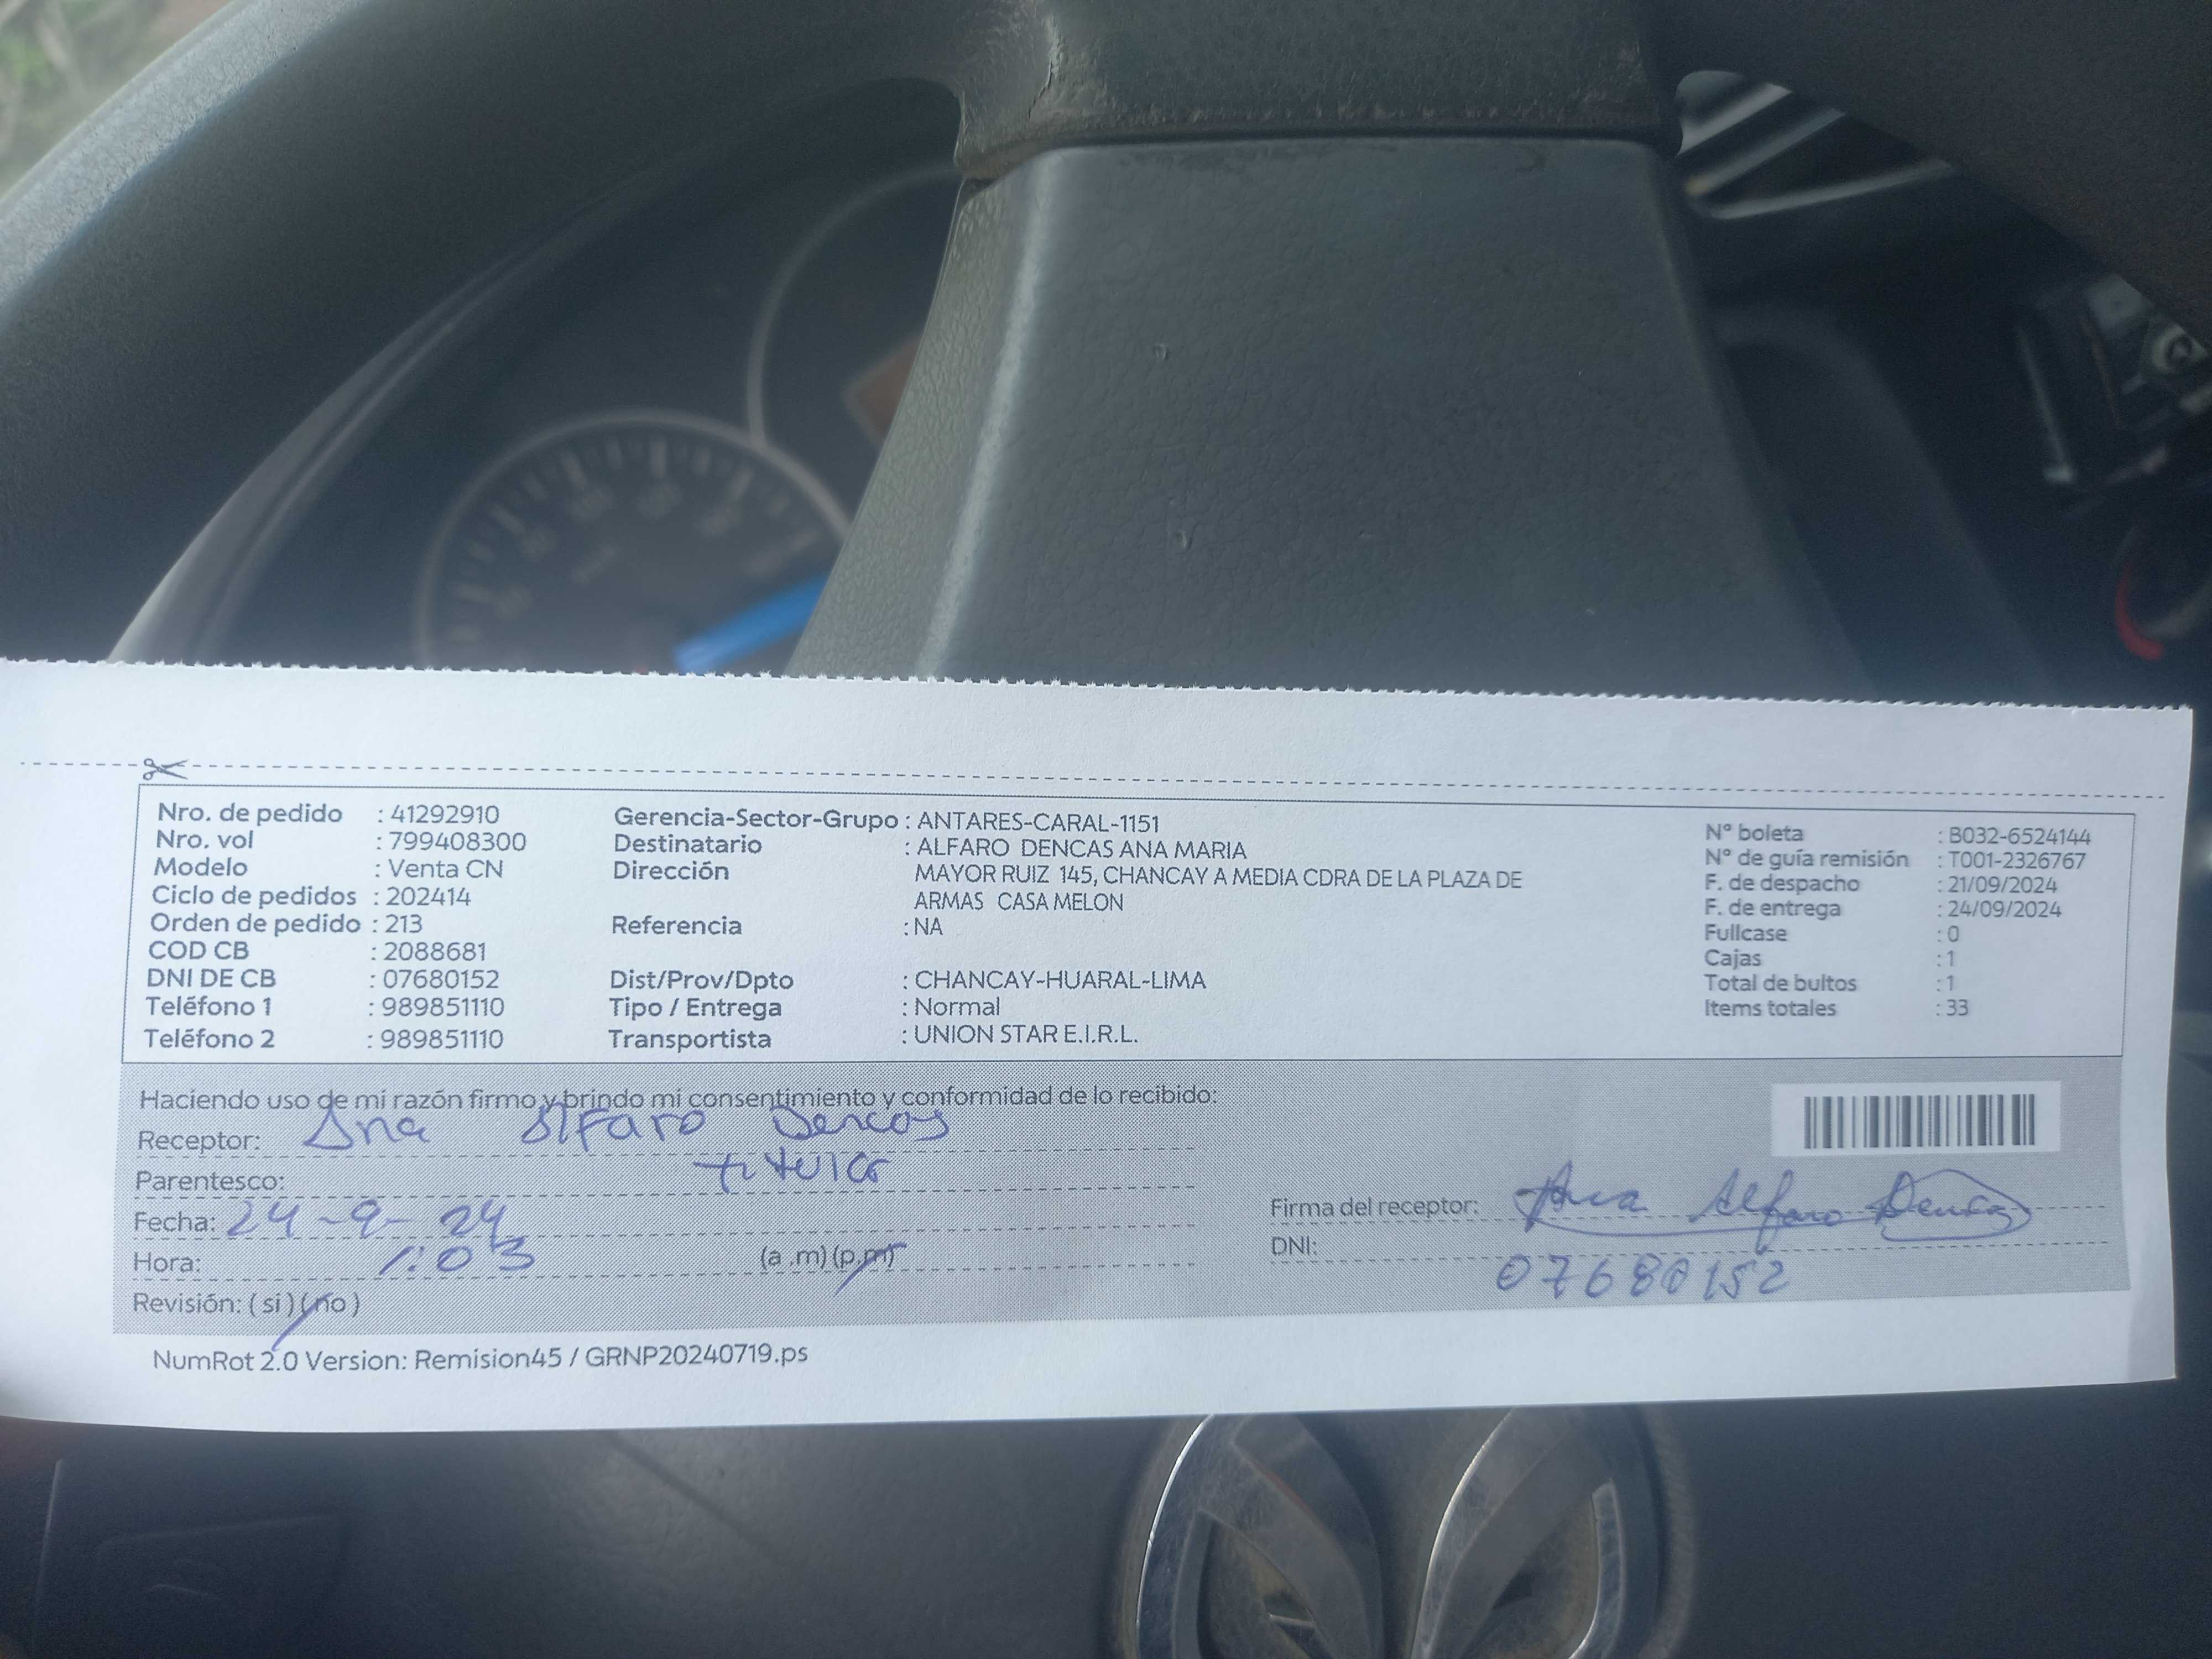 Nro. de pedido : 41292910
Nro. vol : 799408300
Modelo : Venta CN
Ciclo de pedidos : 202414
Orden de pedido : 213
COD CB : 2088681
DNI DE CB : 07680152
Teléfono 1 : 989851110
Teléfono 2 : 989851110
Gerencia-Sector-Grupo : ANTARES-CARAL-1151
Destinatario : ALFARO DENCAS ANA MARIA
Dirección MAYOR RUIZ 145, CHANCAY A MEDIA CDRA DE LA PLAZA DE
ARMAS CASA MELON
Referencia : NA
Dist/Prov/Dpto : CHANCAY-HUARAL-LIMA
Tipo / Entrega : Normal
Transportista : UNION STAR E.I.R.L.
N° boleta : B032-6524144
N° de guía remisión : T001-2326767
F. de despacho : 21/09/2024
F. de entrega : 24/09/2024
Fullcase : 0
Cajas : 1
Total de bultos : 1
Items totales : 33
Haciendo uso de mi razón firmo y brindo mi consentimiento y conformidad de lo recibido:
Receptor: Ana Alfaro Dencas
Parentesco: titular
Fecha: 24-9-24
Hora: 1:03 (a .m) (p.m)
Revisión: ( si ) ( no )
Firma del receptor: Ana Alfaro Dencas
DNI: 07680152
NumRot 2.0 Version: Remision45 / GRNP20240719.ps